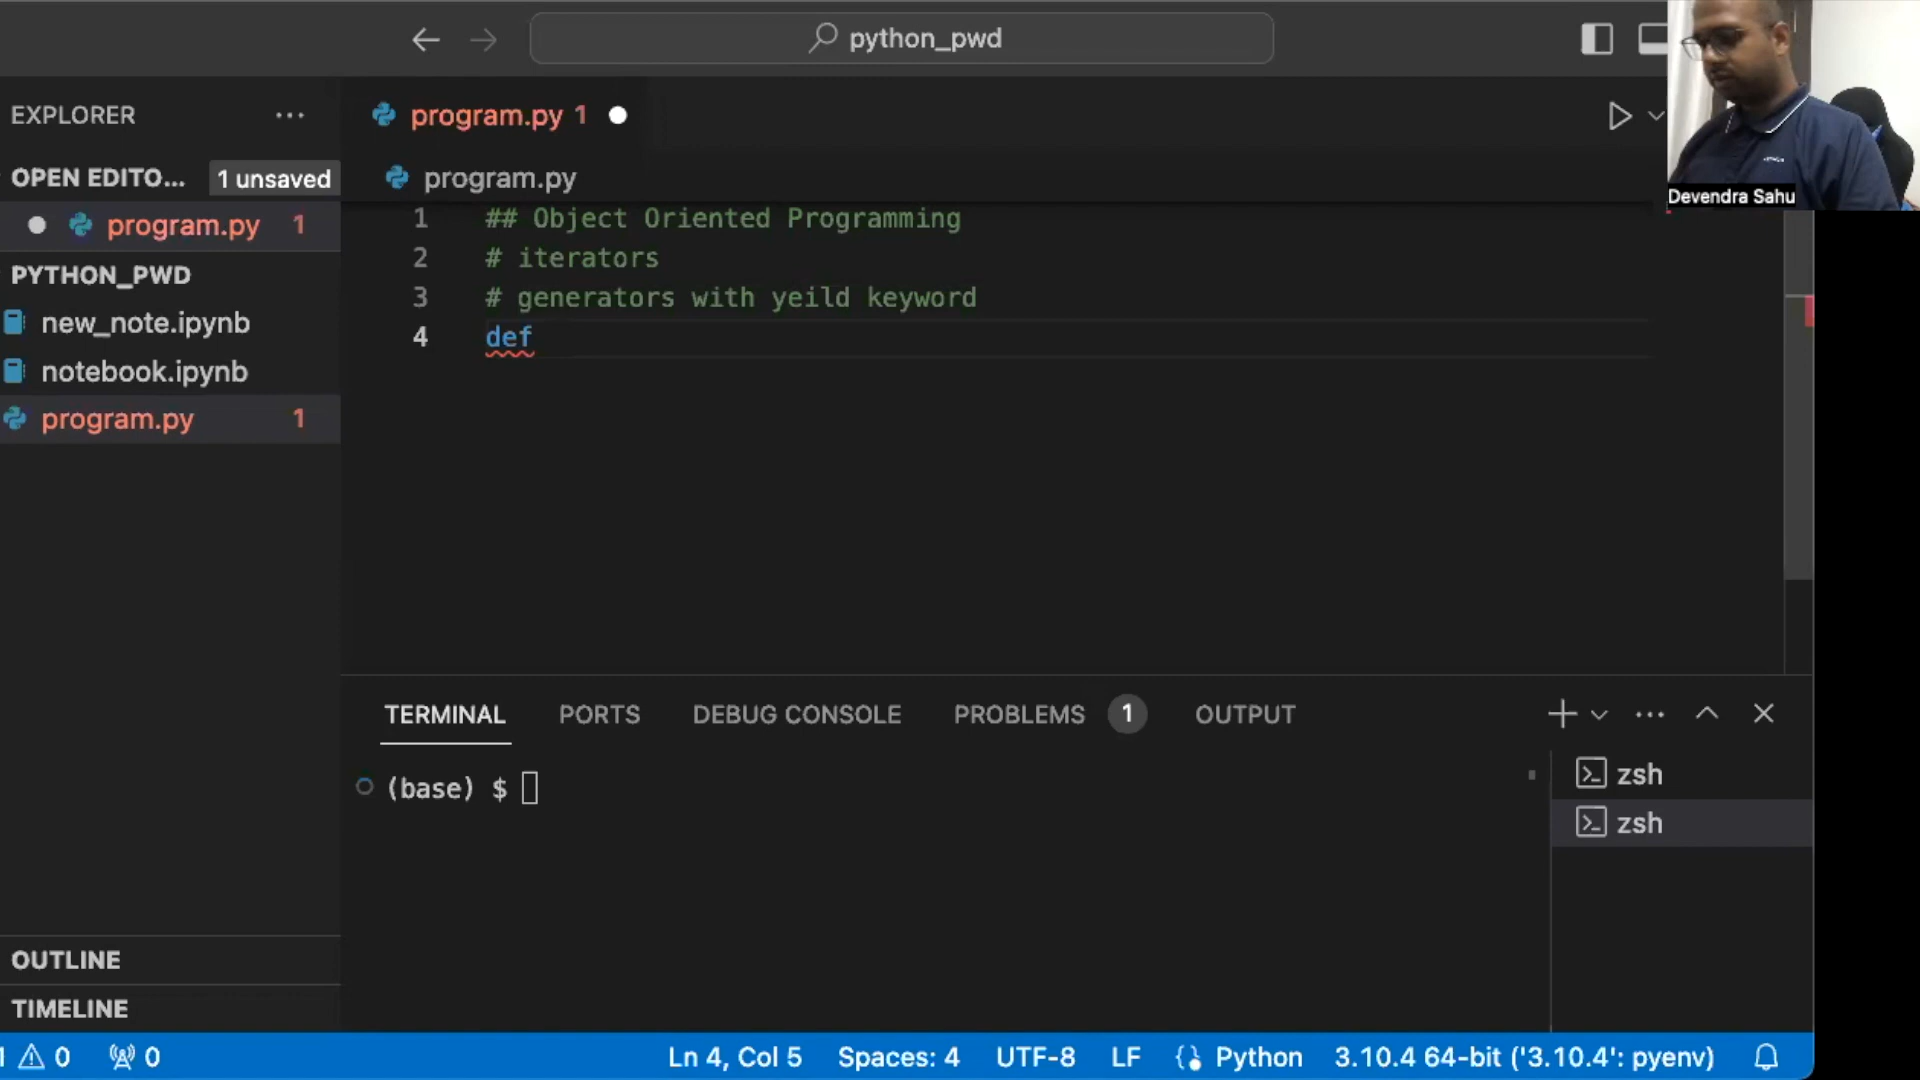 python_pwd
EXPLORER
program.py 1
OPEN EDITO... 1 unsaved
program.py
program.py 1
PYTHON_PWD
new_note.ipynb
notebook.ipynb
program.py 1
1 ## Object Oriented Programming
2 # iterators
3 # generators with yeild keyword
4 def
Devendra Sahu
TERMINAL PORTS DEBUG CONSOLE PROBLEMS 1 OUTPUT
(base) $
zsh
zsh
OUTLINE
TIMELINE
0 0 Ln 4, Col 5 Spaces: 4 UTF-8 LF Python 3.10.4 64-bit ('3.10.4': pyenv)